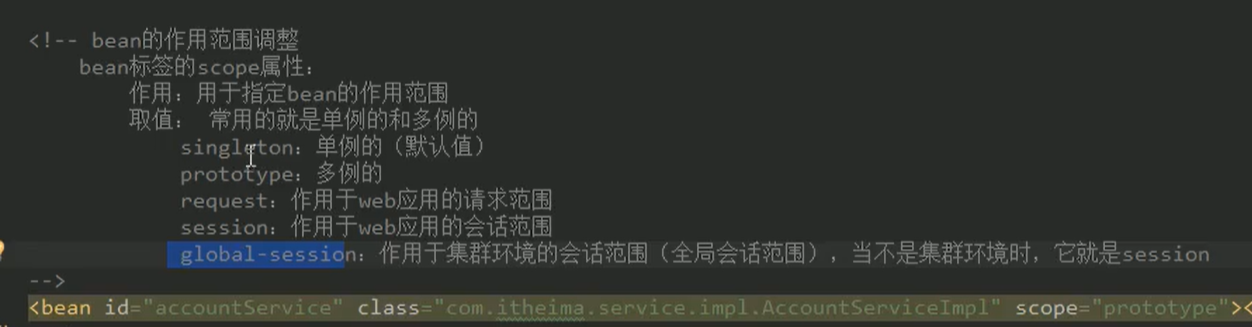 <!-- bean的作用范围调整
bean标签的scope属性：
作用：用于指定bean的作用范围
取值： 常用的就是单例的和多例的
singleton：单例的（默认值）
prototype：多例的
request：作用于web应用的请求范围
session：作用于web应用的会话范围
global-session：作用于集群环境的会话范围（全局会话范围），当不是集群环境时，它就是session
-->
<bean id="accountService" class="com.itheima.service.impl.AccountServiceImpl" scope="prototype"><